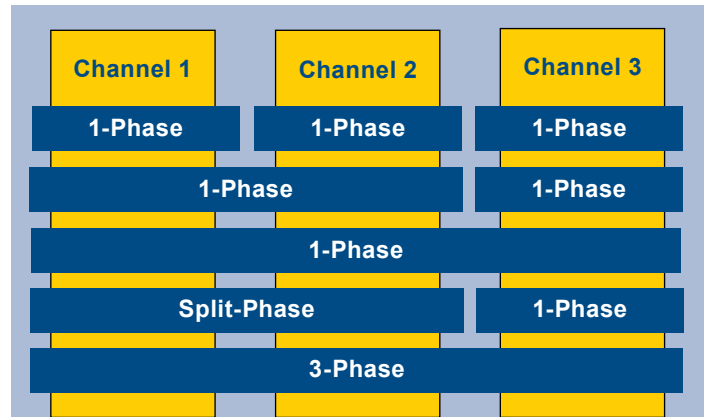 Channel 1 Channel 2 Channel 3
1-Phase 1-Phase 1-Phase
1-Phase 1-Phase
1-Phase
Split-Phase 1-Phase
3-Phase